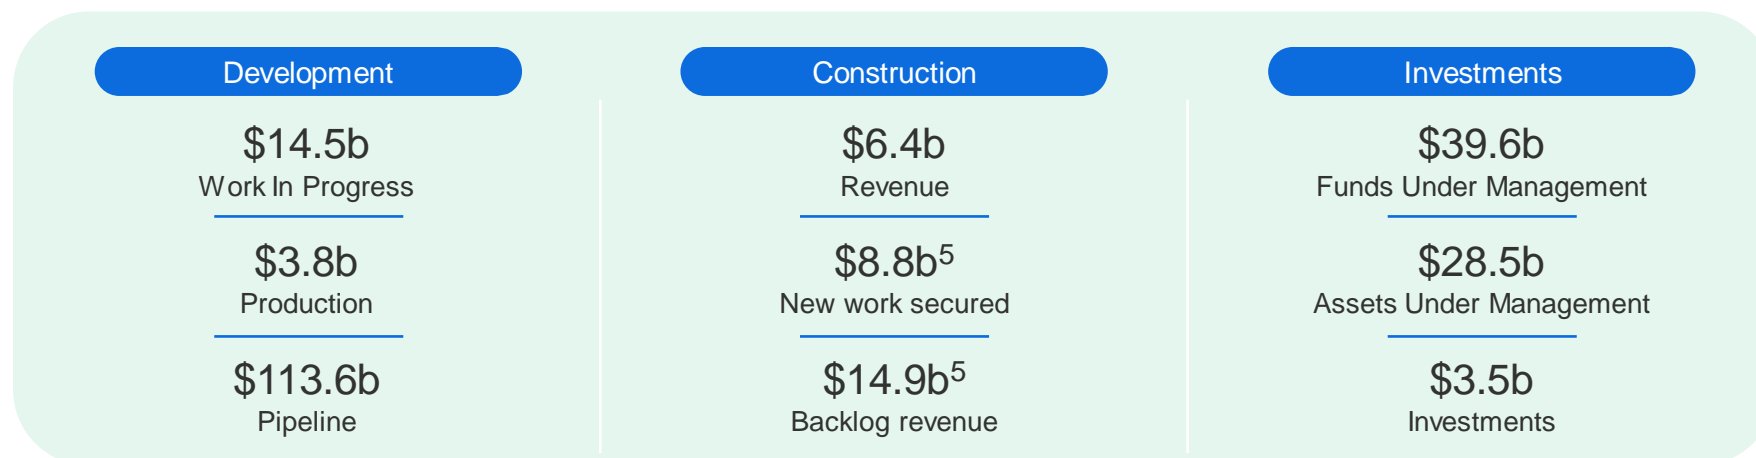 Development
$14.5b
Work In Progress
$3.8b
Production
$113.6b
Pipeline
Construction
$6.4b
Revenue
$8.8b5
New work secured
$14.9b5
Backlog revenue
Investments
$39.6b
Funds Under Management
$28.5b
Assets Under Management
$3.5b
Investments